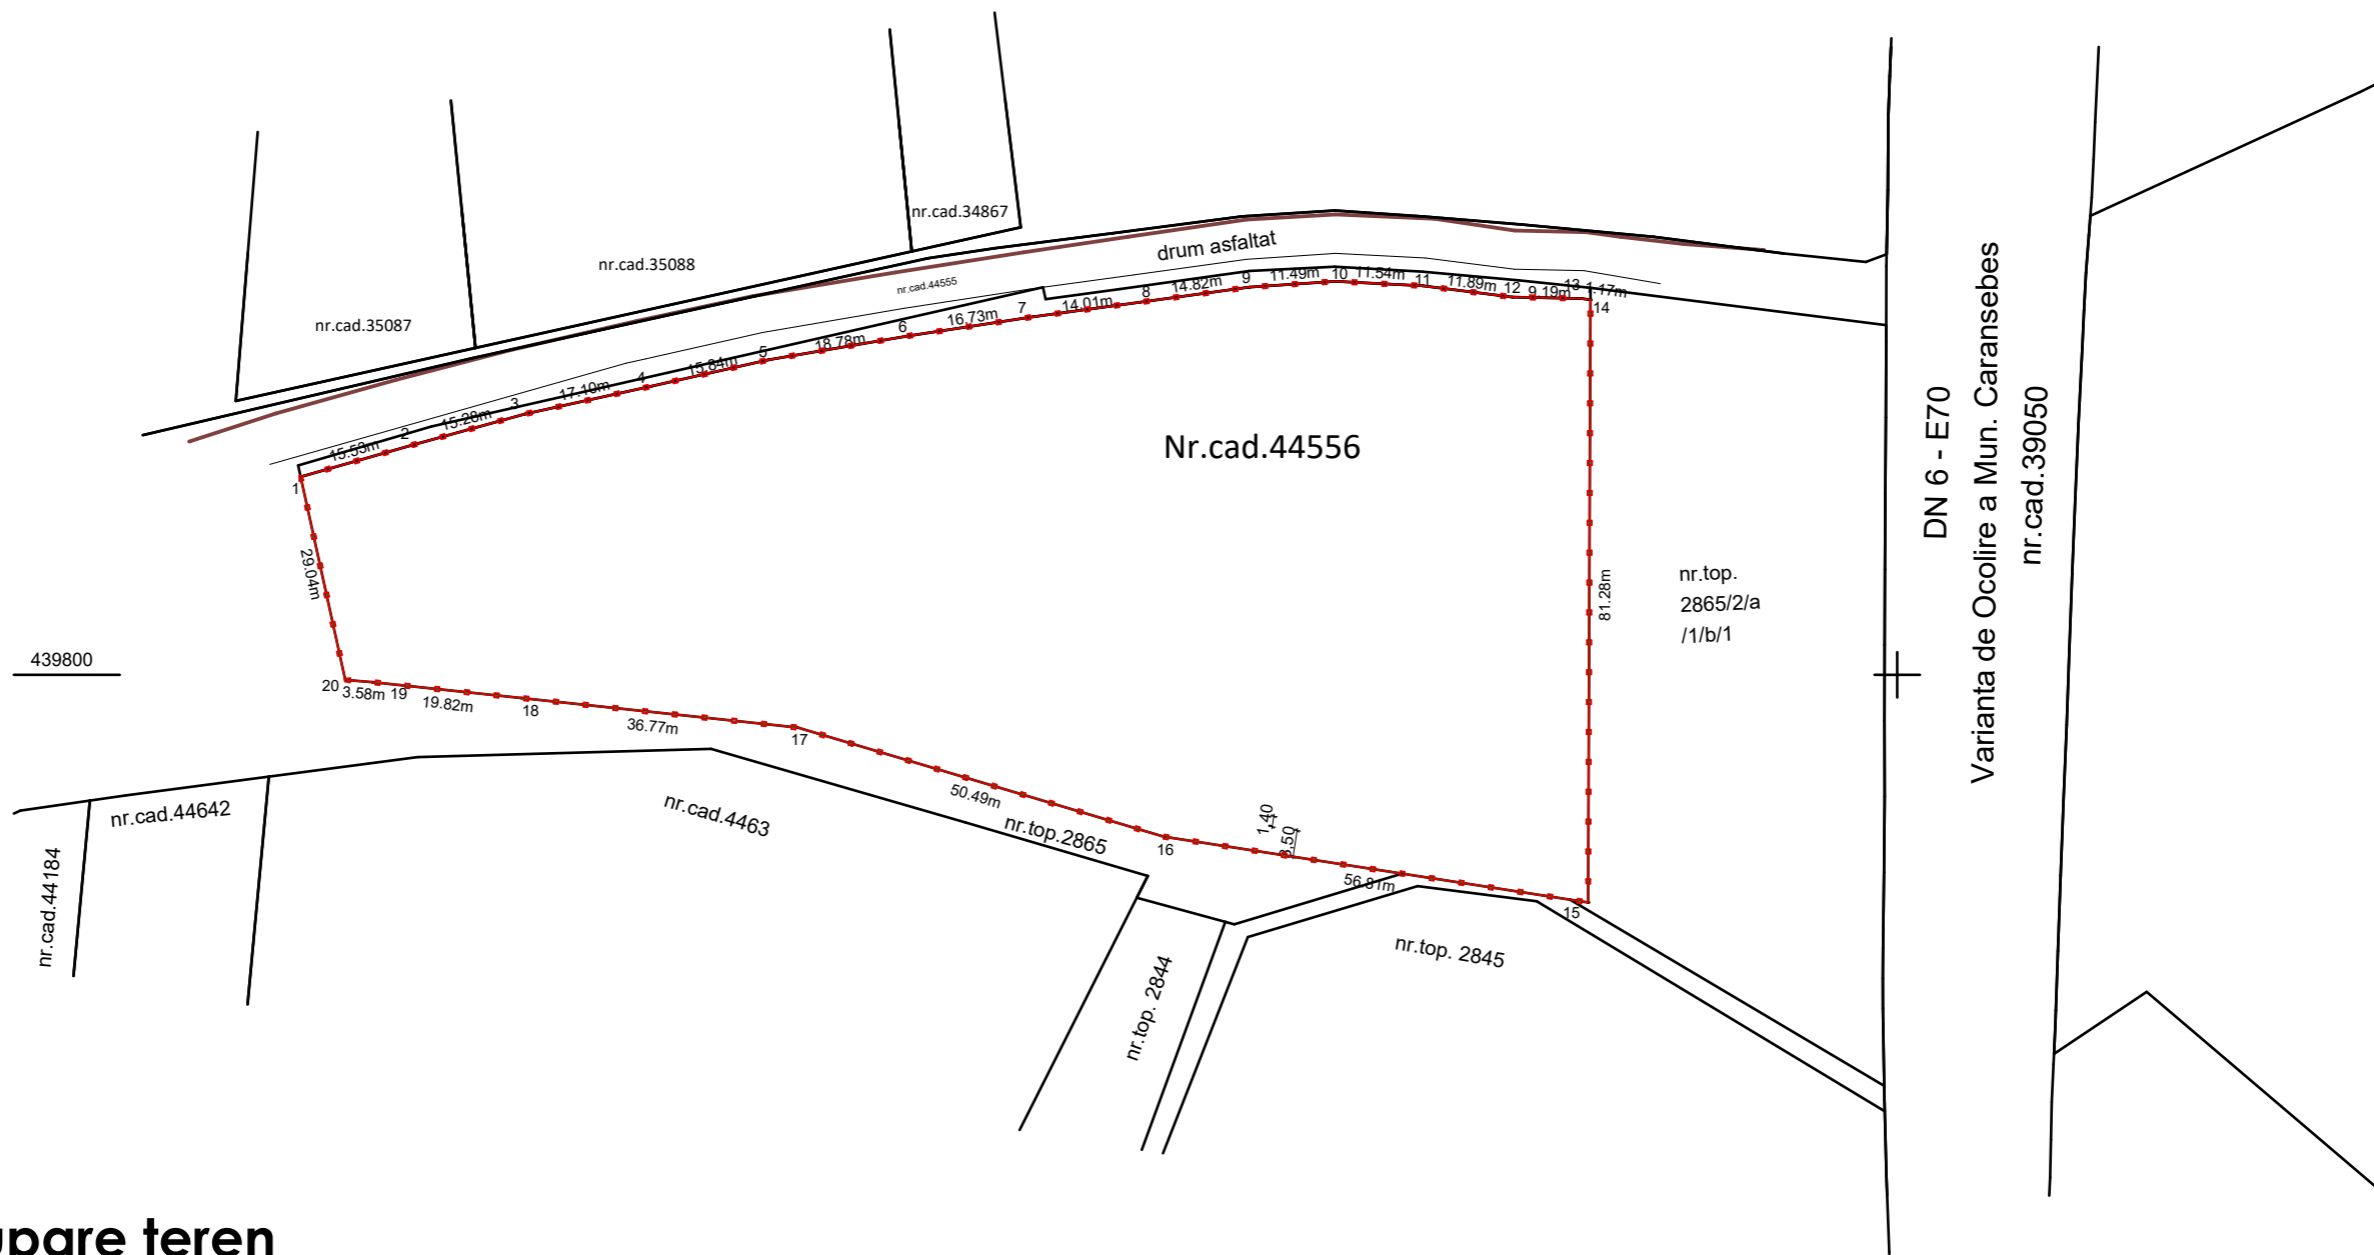 nr.cad.34867
nr.cad.35088
nr.cad.35087
drum asfaltat
nr.cad.44555
1
15.53m
2
15.28m
3
17.10m
4
15.84m
5
18.78m
6
16.73m
7
14.01m
8
14.82m
9
11.49m
10
11.54m
11
11.89m
12
9.19m
13
1.17m
14
Nr.cad.44556
29.04m
81.28m
nr.top.
2865/2/a
/1/b/1
DN 6 - E70
Varianta de Ocolire a Mun. Caransebes
nr.cad.39050
439800
20
3.58m
19
19.82m
18
36.77m
17
50.49m
16
1,40
3,50
56.81m
15
nr.cad.44642
nr.cad.44184
nr.cad.4463
nr.top.2865
nr.top. 2844
nr.top. 2845
upare teren